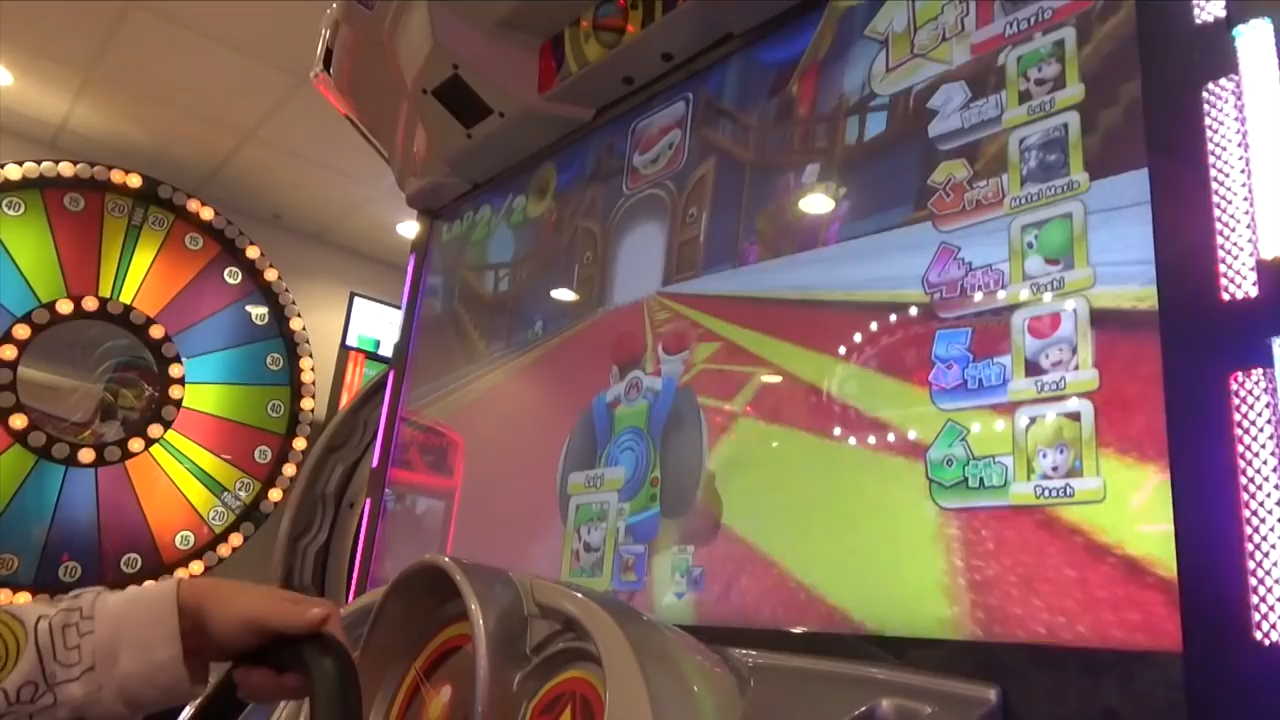 1st
Mario
2nd
Luigi
3rd
Metal Mario
4th
Yoshi
5th
Toad
6th
Peach
LAP 2/2
Luigi
40
15
20
20
15
40
10
30
40
15
20
1000
20
15
40
10
30